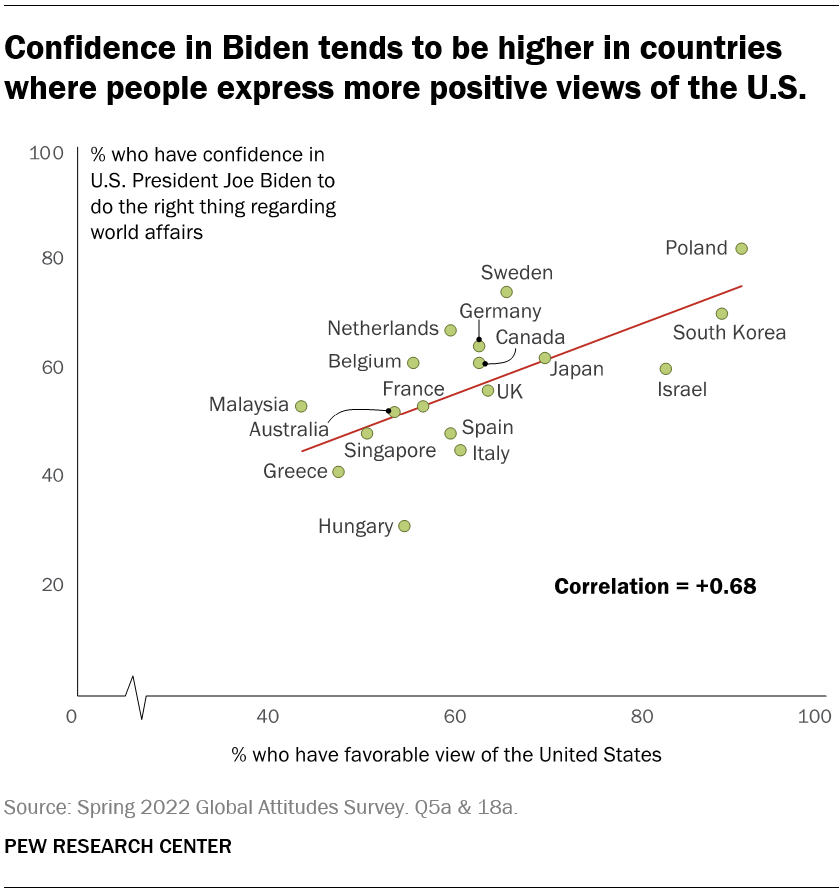 Confidence in Biden tends to be higher in countries
where people express more positive views of the U.S.
100
% who have confidence in
U.S. President Joe Biden to
do the right thing regarding
world affairs
80
60
40
20
Poland
Sweden
Germany
Netherlands
Canada
South Korea
Belgium
Japan
France
UK
Israel
Malaysia
Australia
Spain
Singapore
Italy
Greece
Hungary
Correlation = +0.68
0
40
60
80
100
% who have favorable view of the United States
Source: Spring 2022 Global Attitudes Survey. Q5a & 18a.
PEW RESEARCH CENTER